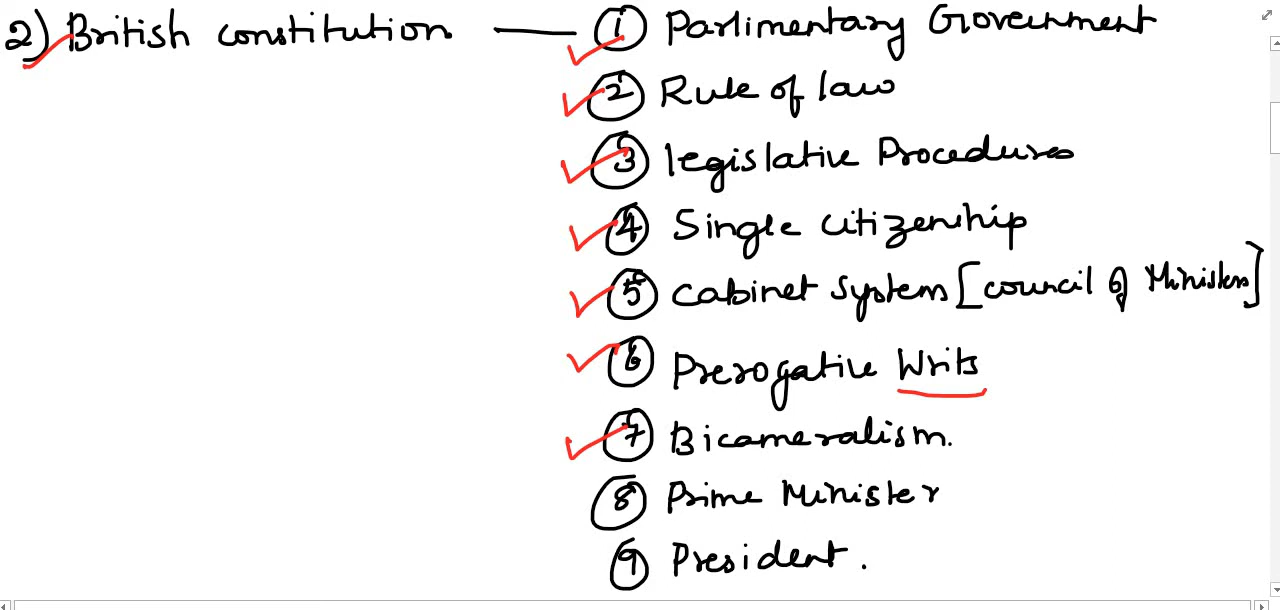 2) British constitution — ① Parlimentary Government
② Rule of law
③ legislative Procedures
④ Single citizenship
⑤ Cabinet system [council of Ministers]
⑥ Prerogative Writs
⑦ Bicameralism.
⑧ Prime Minister
⑨ President.